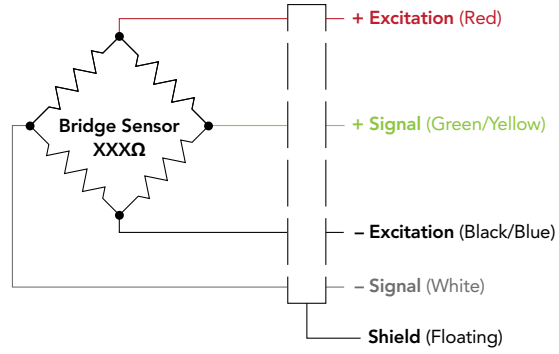 + Excitation (Red)
Bridge Sensor
XXXΩ
+ Signal (Green/Yellow)
– Excitation (Black/Blue)
– Signal (White)
Shield (Floating)